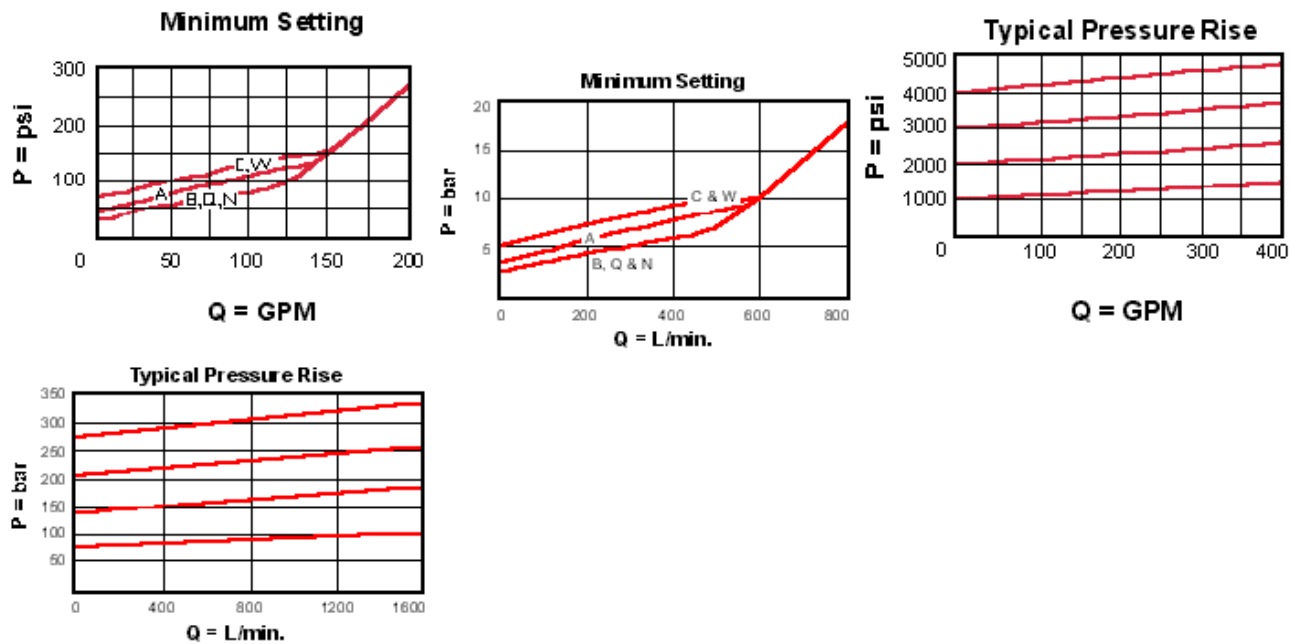 Minimum Setting
300
200
100
P = psi
A
B,Q,N
50
100
150
200
Q = GPM
Minimum Setting
20
15
10
5
P = bar
C & W
A
B, Q & N
0
200
400
600
800
Q = L/min.
Typical Pressure Rise
5000
4000
3000
2000
1000
P = psi
100
200
300
400
Q = GPM
Typical Pressure Rise
350
300
250
200
150
100
50
P = bar
0
400
800
1200
1600
Q = L/min.